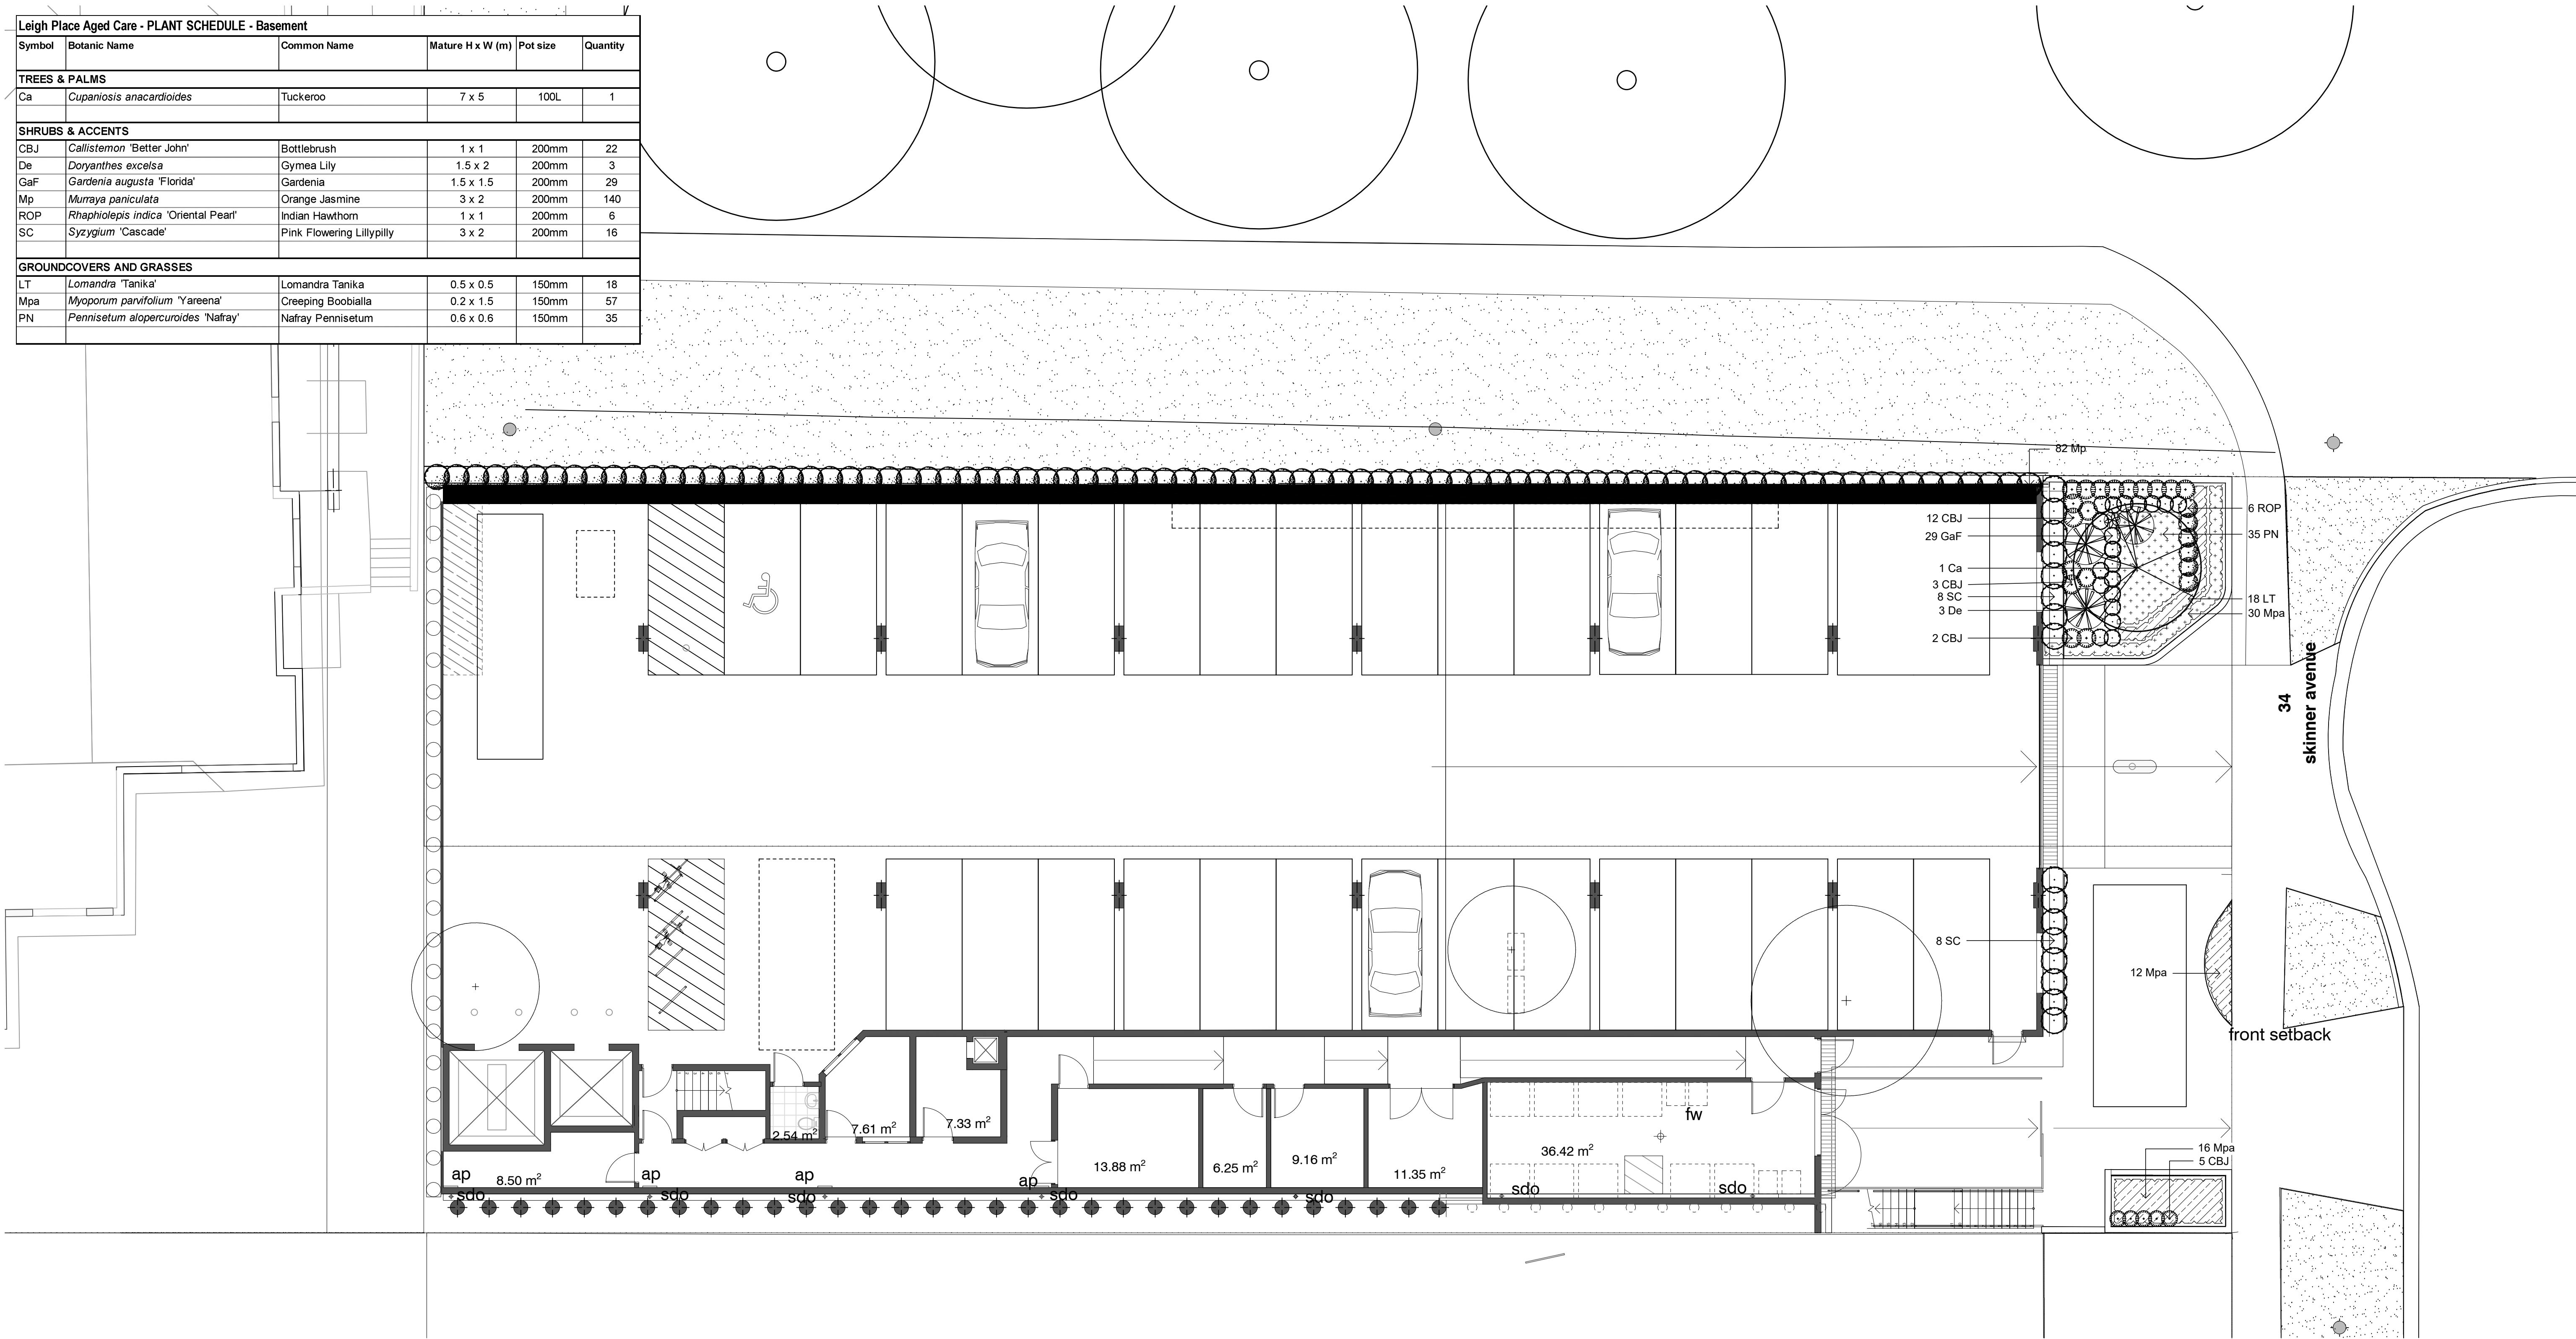 Leigh Place Aged Care - PLANT SCHEDULE - Basement
Symbol Botanic Name Common Name Mature H x W (m) Pot size Quantity
TREES & PALMS
Ca Cupaniosis anacardioides Tuckeroo 7 x 5 100L 1
SHRUBS & ACCENTS
CBJ Callistemon 'Better John' Bottlebrush 1 x 1 200mm 22
De Doryanthes excelsa Gymea Lily 1.5 x 2 200mm 3
GaF Gardenia augusta 'Florida' Gardenia 1.5 x 1.5 200mm 29
Mp Murraya paniculata Orange Jasmine 3 x 2 200mm 140
ROP Rhaphiolepis indica 'Oriental Pearl' Indian Hawthorn 1 x 1 200mm 6
SC Syzygium 'Cascade' Pink Flowering Lillypilly 3 x 2 200mm 16
GROUNDCOVERS AND GRASSES
LT Lomandra 'Tanika' Lomandra Tanika 0.5 x 0.5 150mm 18
Mpa Myoporum parvifolium 'Yareena' Creeping Boobialla 0.2 x 1.5 150mm 57
PN Pennisetum alopercuroides 'Nafray' Nafray Pennisetum 0.6 x 0.6 150mm 35
82 Mp
12 CBJ
29 GaF
1 Ca
3 CBJ
8 SC
3 De
2 CBJ
6 ROP
35 PN
18 LT
30 Mpa
34
skinner avenue
8 SC
12 Mpa
front setback
16 Mpa
5 CBJ
fw
2.54 m²
7.61 m²
7.33 m²
36.42 m²
13.88 m²
6.25 m²
9.16 m²
11.35 m²
8.50 m²
ap
ap
ap
ap
sdo
sdo
sdo
sdo
sdo
sdo
sdo